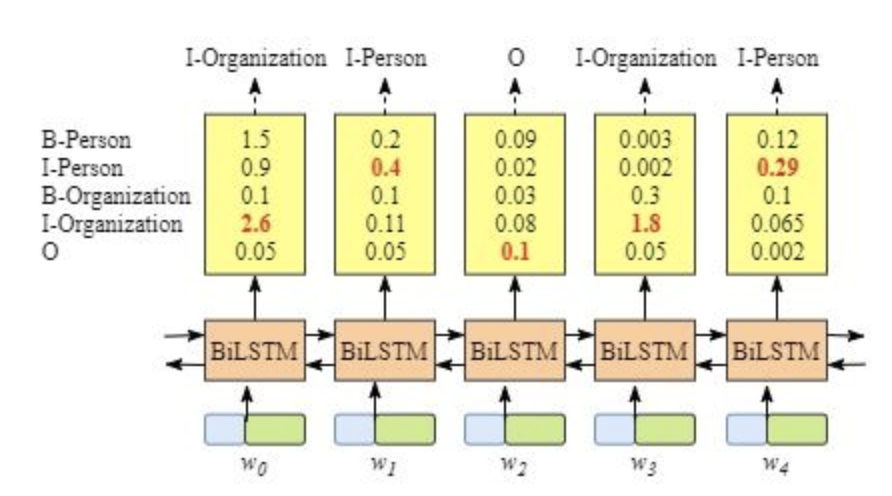 I-Organization I-Person O I-Organization I-Person
B-Person 1.5 0.2 0.09 0.003 0.12
I-Person 0.9 0.4 0.02 0.002 0.29
B-Organization 0.1 0.1 0.03 0.3 0.1
I-Organization 2.6 0.11 0.08 1.8 0.065
O 0.05 0.05 0.1 0.05 0.002
BiLSTM BiLSTM BiLSTM BiLSTM BiLSTM
w0 w1 w2 w3 w4